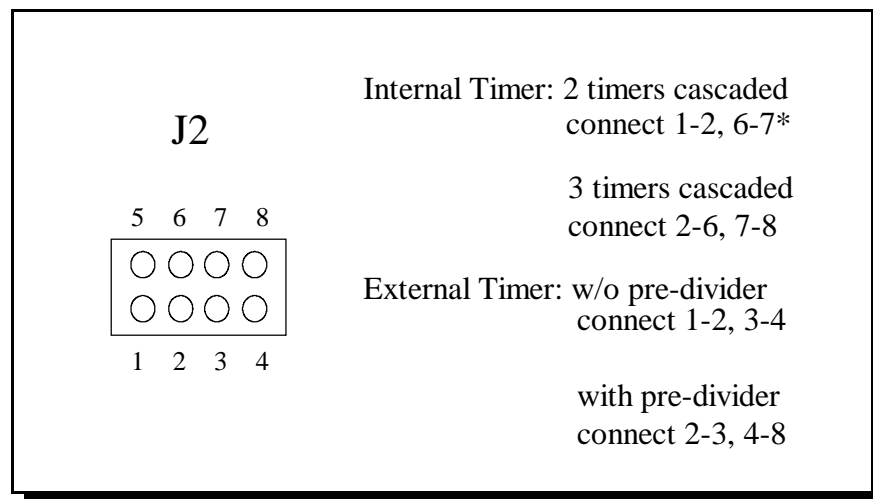 J2
5 6 7 8
1 2 3 4
Internal Timer: 2 timers cascaded
connect 1-2, 6-7*
3 timers cascaded
connect 2-6, 7-8
External Timer: w/o pre-divider
connect 1-2, 3-4
with pre-divider
connect 2-3, 4-8